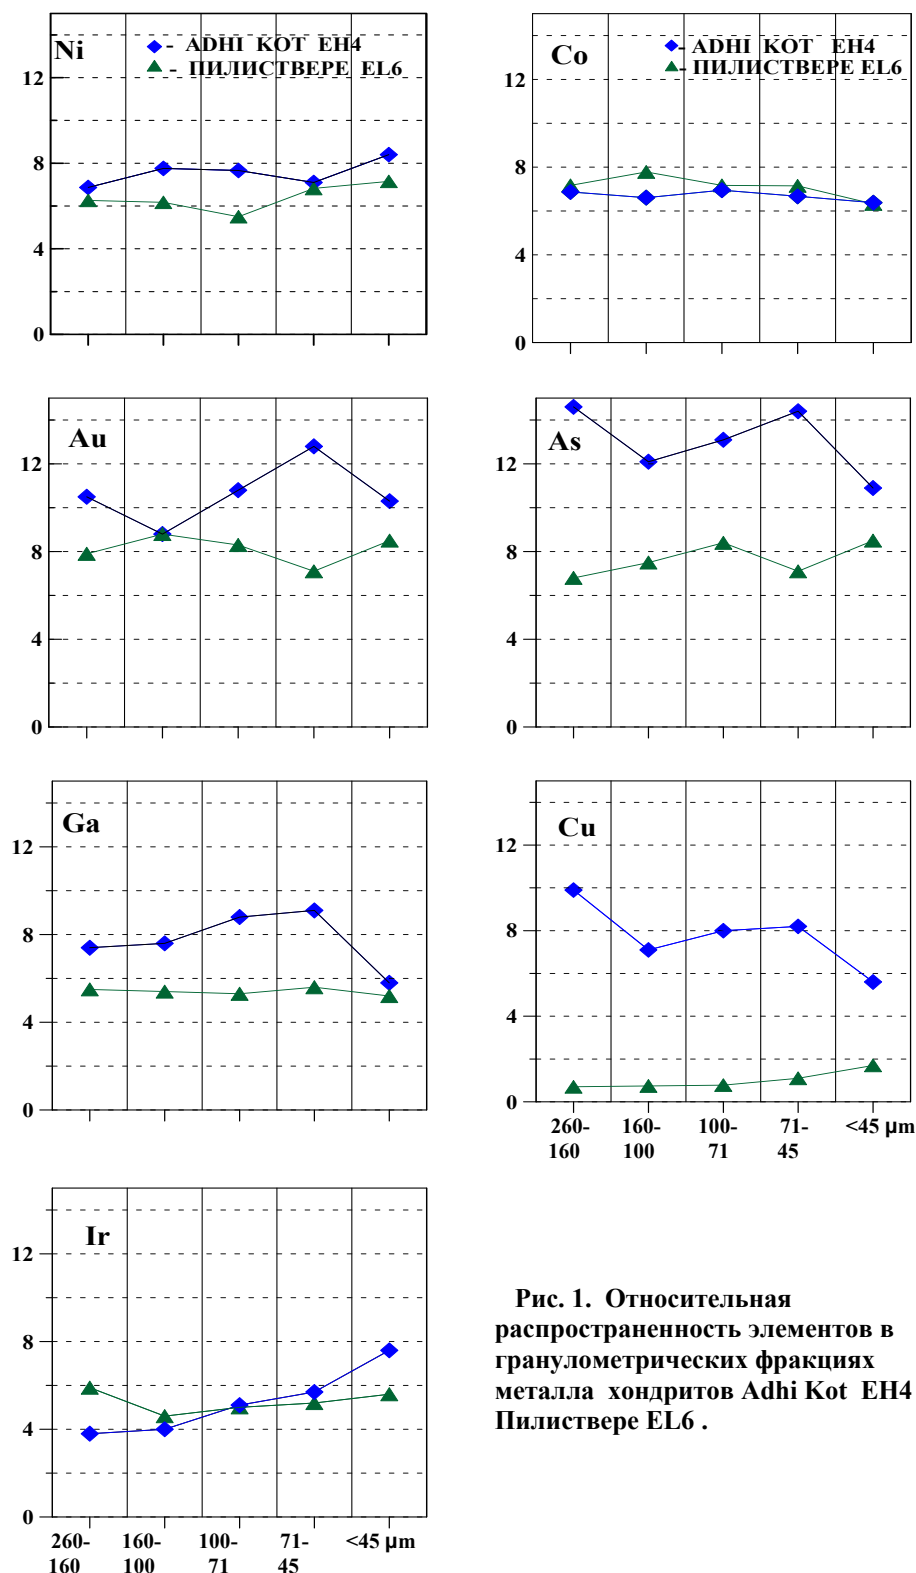 Ni
- ADHI KOT EH4
- ПИЛИСТВЕРЕ EL6
12
8
4
0
Co
- ADHI KOT EH4
- ПИЛИСТВЕРЕ EL6
12
8
4
0
Au
12
8
4
0
As
12
8
4
0
Ga
12
8
4
0
Cu
12
8
4
0
260-
160
160-
100
100-
71
71-
45
<45 μm
Ir
12
8
4
0
260-
160
160-
100
100-
71
71-
45
<45 μm
Рис. 1. Относительная
распространенность элементов в
гранулометрических фракциях
металла хондритов Adhi Kot EH4
Пилиствере EL6 .